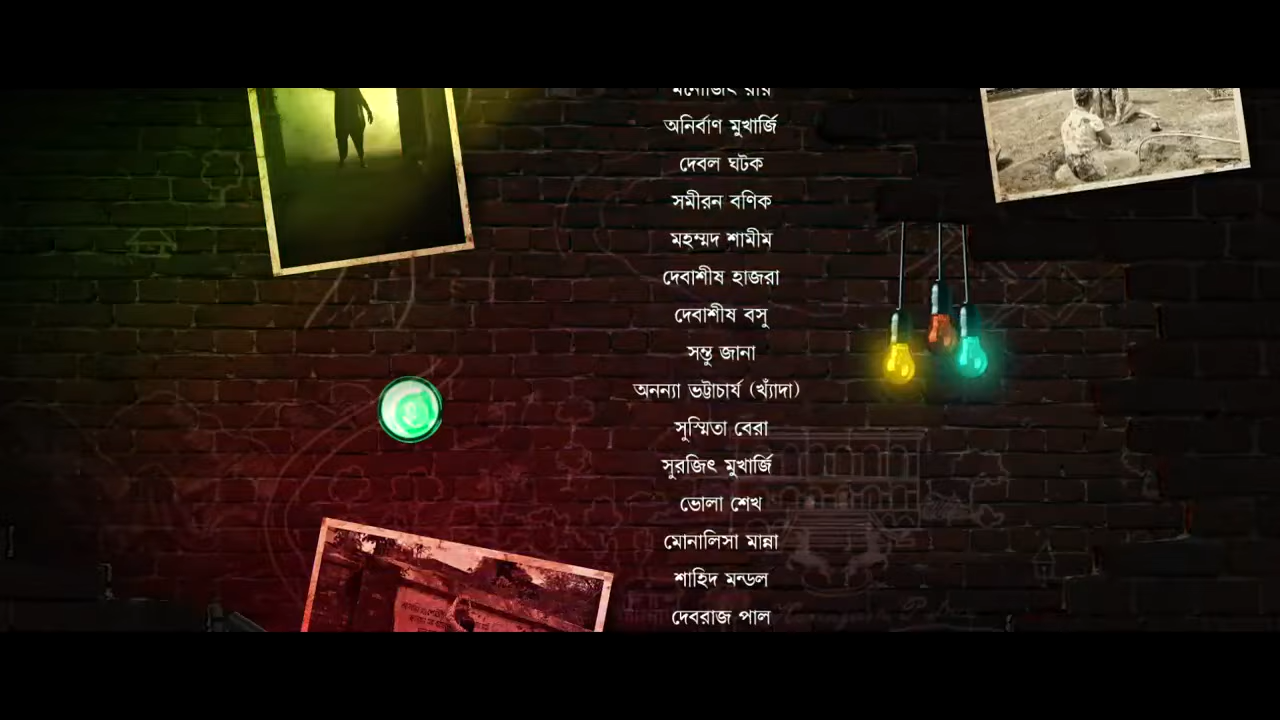 অনির্বাণ মুখার্জি
দেবল ঘটক
সমীরন বণিক
মহম্মদ শামীম
দেবাশীষ হাজরা
দেবাশীষ বসু
সন্তু জানা
অনন্যা ভট্টাচার্য (খ্যাঁদা)
সুস্মিতা বেরা
সুরজিৎ মুখার্জি
ভোলা শেখ
মোনালিসা মান্না
শাহিদ মন্ডল
দেবরাজ পাল